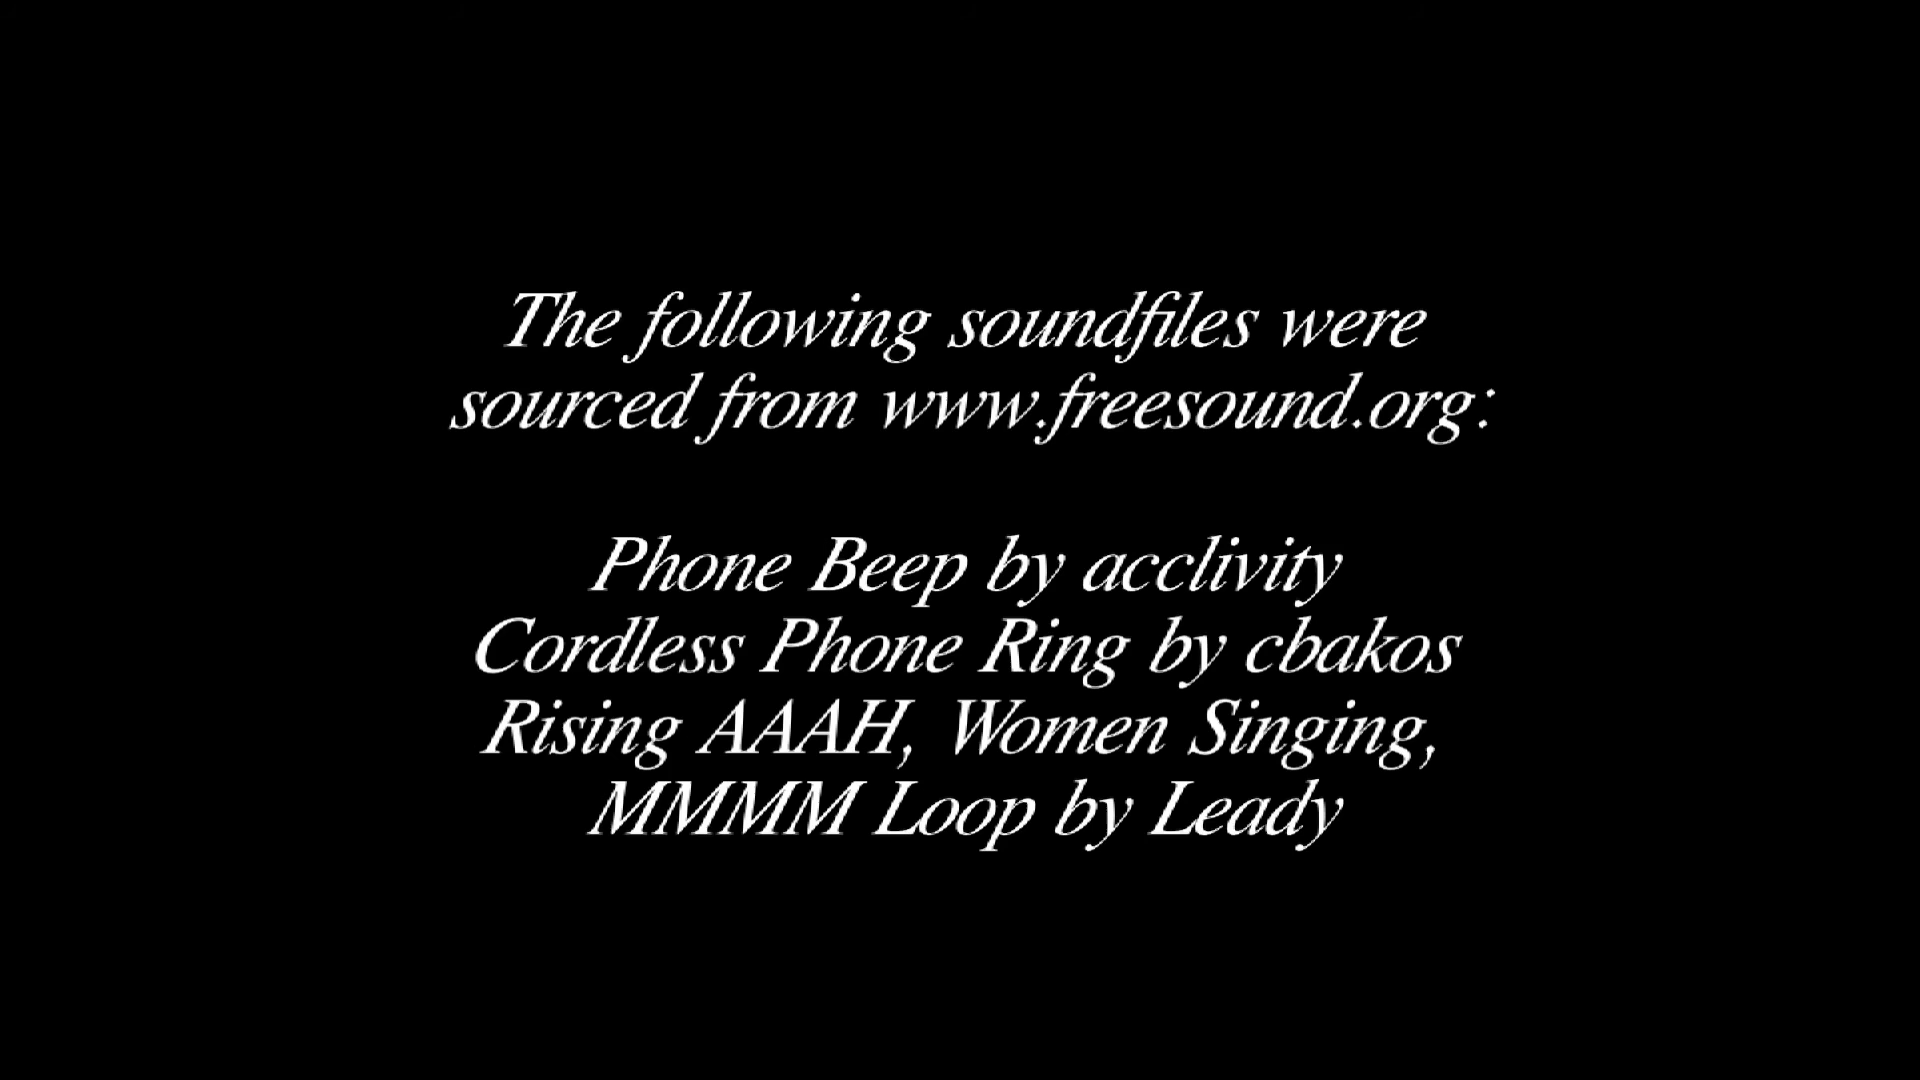 The following soundfiles were
sourced from www.freesound.org:
Phone Beep by acclivity
Cordless Phone Ring by cbakos
Rising AAAH, Women Singing,
MMMM Loop by Leady